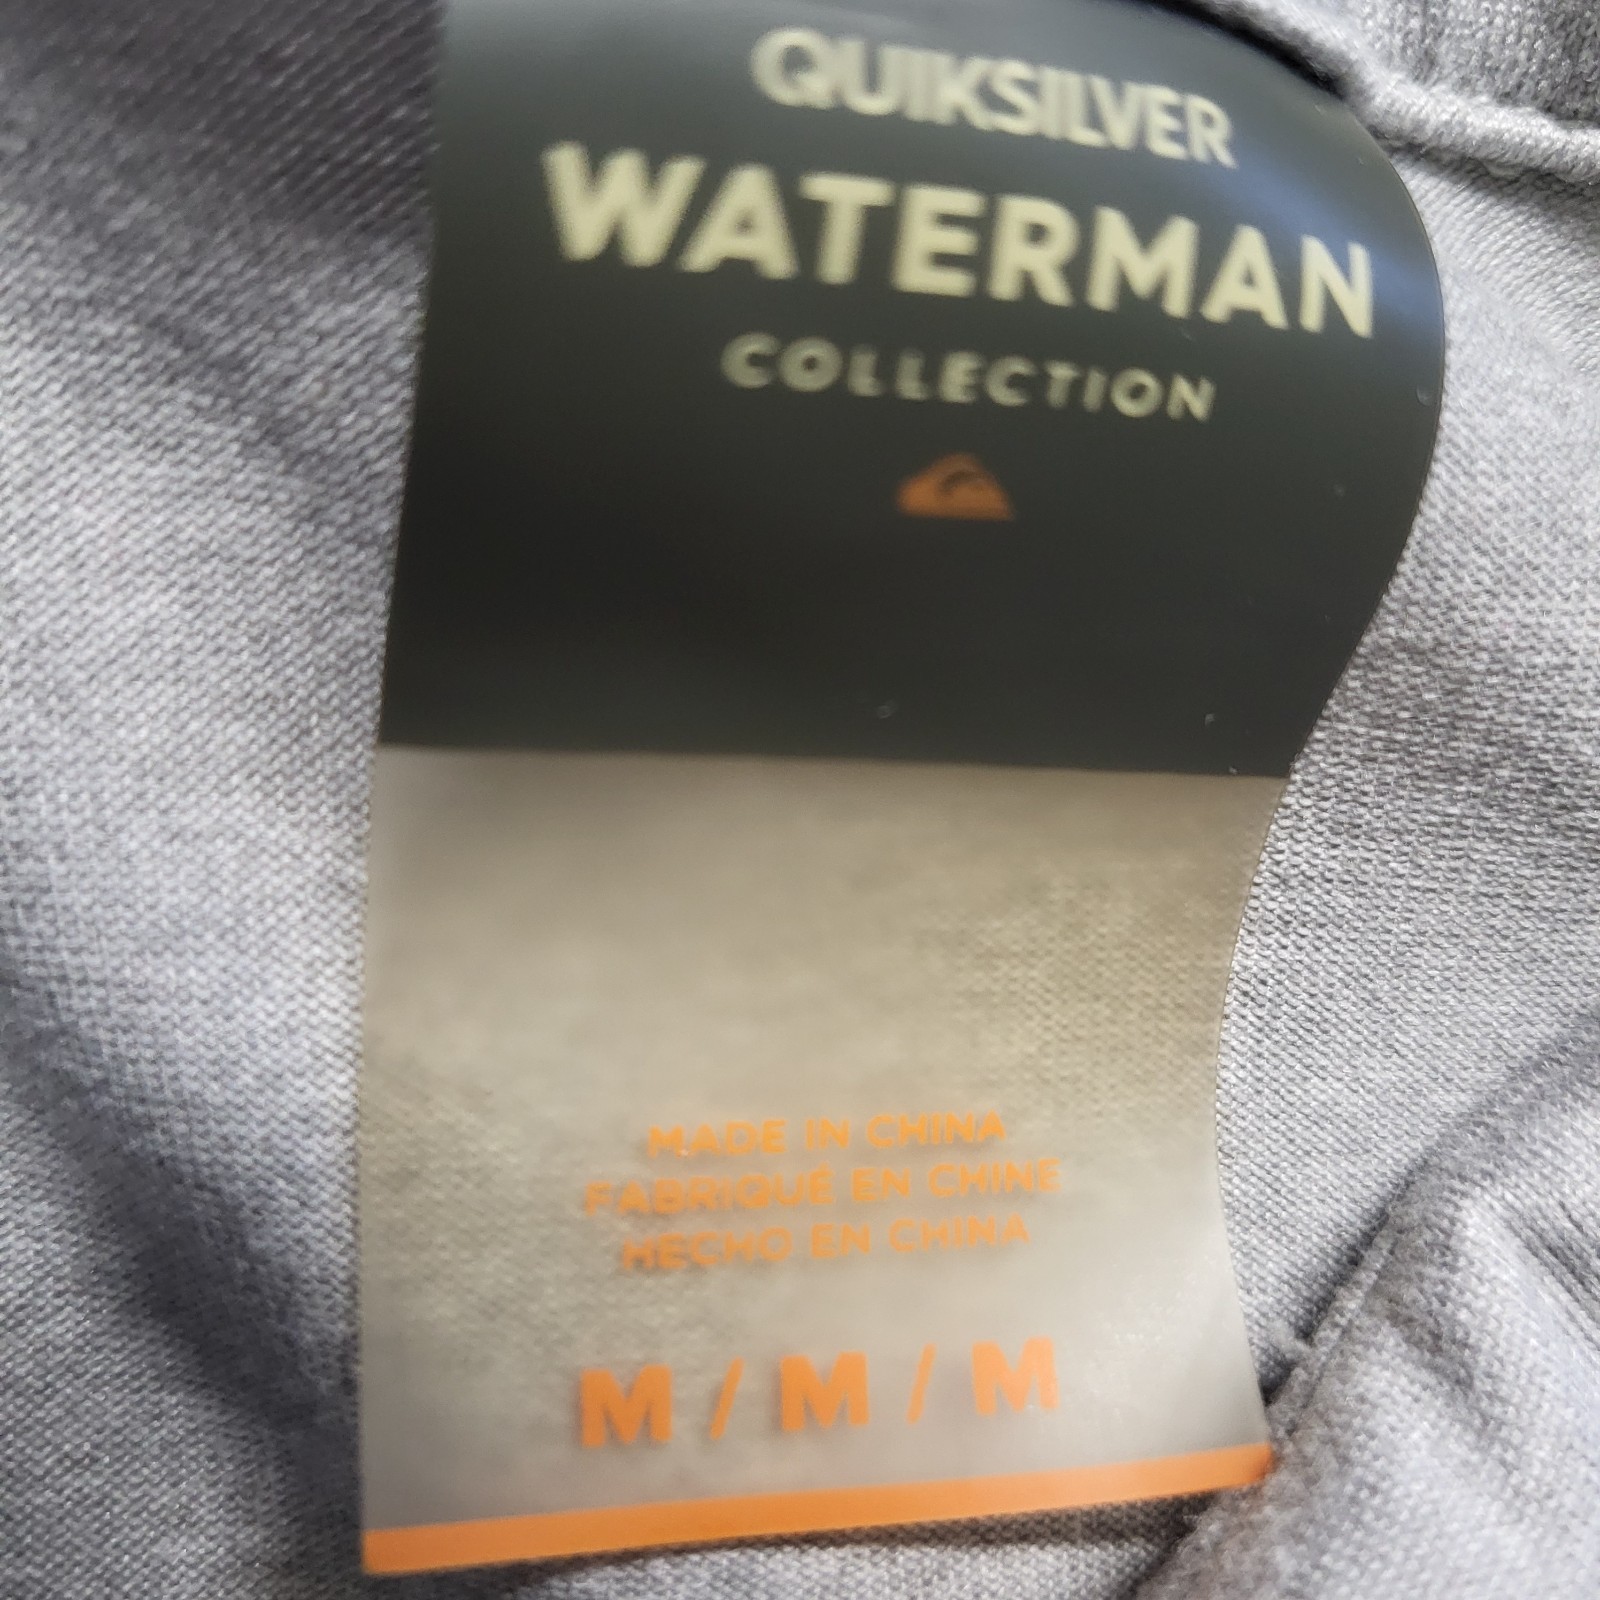 QUIKSILVER
WATERMAN
COLLECTION
MADE IN CHINA
FABRIQUÉ EN CHINE
HECHO EN CHINA
M / M / M